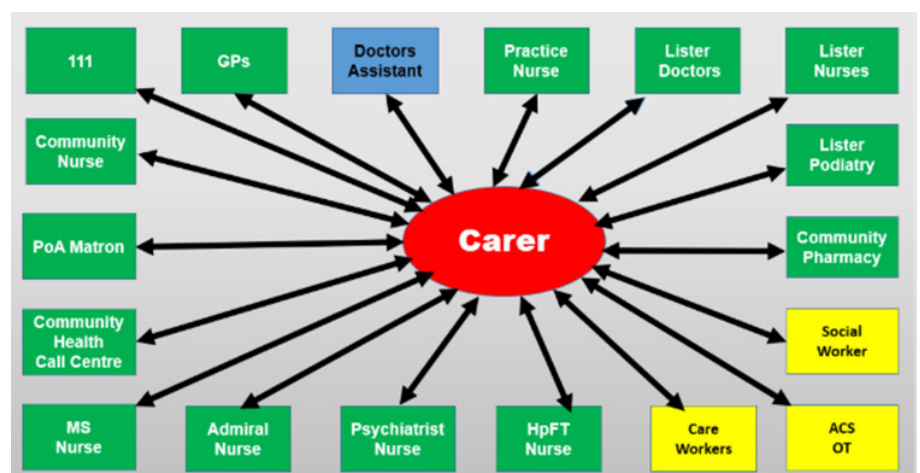 111
GPs
Doctors
Assistant
Practice
Nurse
Lister
Doctors
Lister
Nurses
Community
Nurse
Lister
Podiatry
Carer
PoA Matron
Community
Pharmacy
Community
Health
Call Centre
Social
Worker
MS
Nurse
Admiral
Nurse
Psychiatrist
Nurse
HpFT
Nurse
Care
Workers
ACS
OT